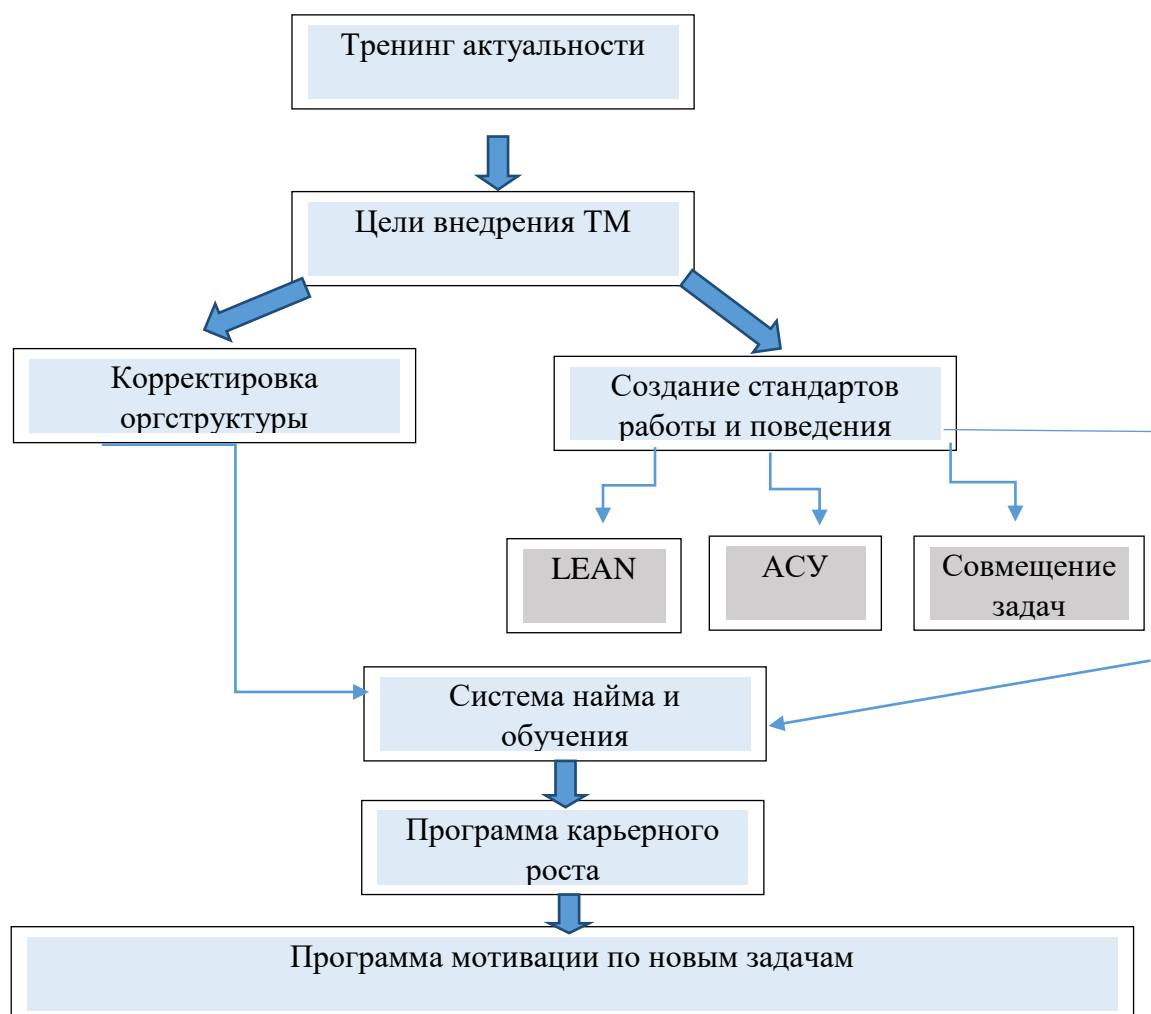 Тренинг актуальности
Цели внедрения ТМ
Корректировка
оргструктуры
Создание стандартов
работы и поведения
LEAN
АСУ
Совмещение
задач
Система найма и
обучения
Программа карьерного
роста
Программа мотивации по новым задачам